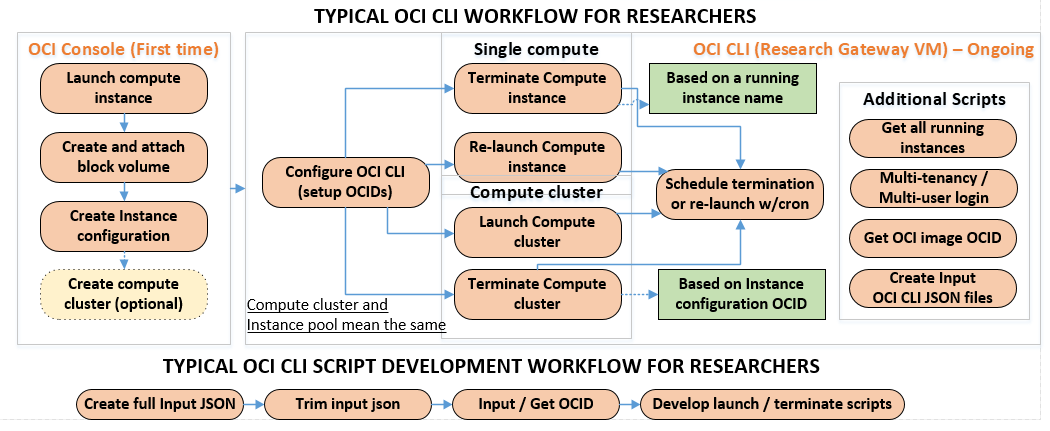 TYPICAL OCI CLI WORKFLOW FOR RESEARCHERS
OCI Console (First time)
Launch compute
instance
Create and attach
block volume
Create Instance
configuration
Create compute
cluster (optional)
Single compute
OCI CLI (Research Gateway VM) – Ongoing
Configure OCI CLI
(setup OCIDs)
Terminate Compute
instance
Based on a running
instance name
Re-launch Compute
instance
Compute cluster
Launch Compute
cluster
Terminate Compute
cluster
Schedule termination
or re-launch w/cron
Based on Instance
configuration OCID
Compute cluster and
Instance pool mean the same
Additional Scripts
Get all running
instances
Multi-tenancy /
Multi-user login
Get OCI image OCID
Create Input
OCI CLI JSON files
TYPICAL OCI CLI SCRIPT DEVELOPMENT WORKFLOW FOR RESEARCHERS
Create full Input JSON
Trim input json
Input / Get OCID
Develop launch / terminate scripts